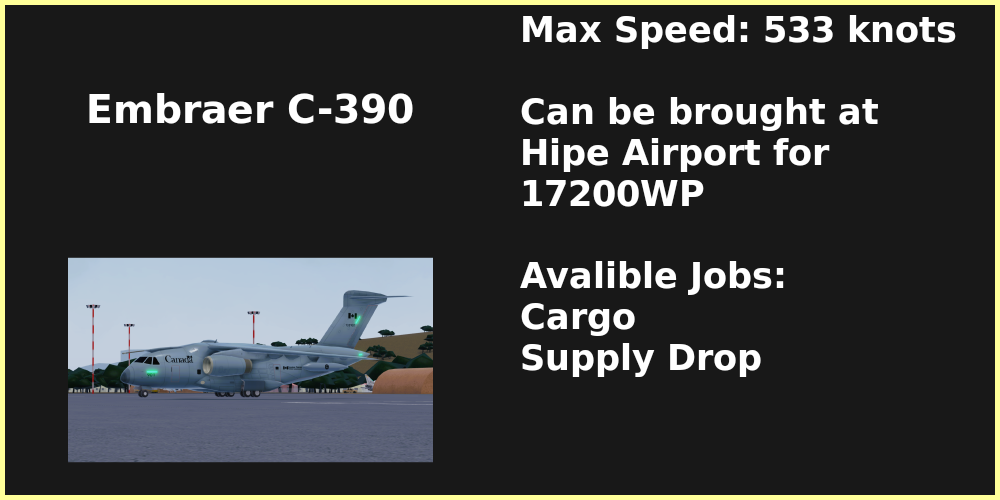 Max Speed: 533 knots
Embraer C-390
Can be brought at
Hipe Airport for
17200WP
Avalible Jobs:
Cargo
Supply Drop
Canada